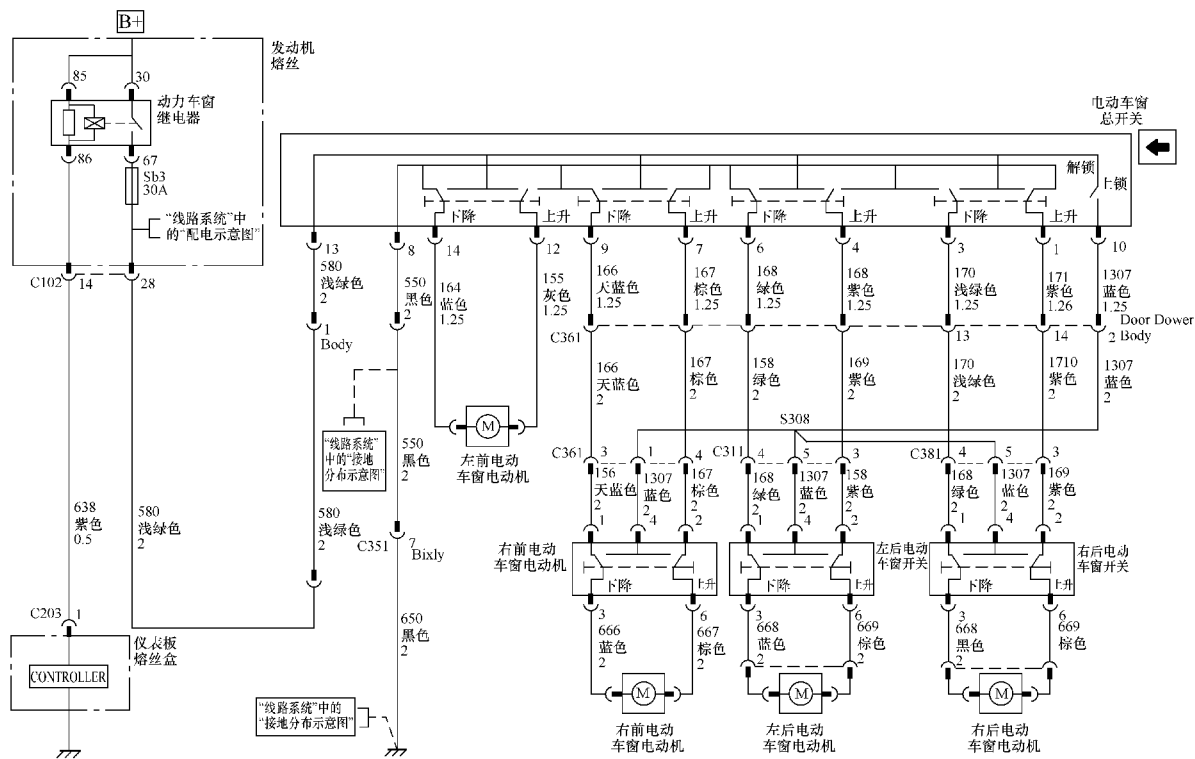 B+
发动机
熔丝
85
30
动力车窗
继电器
86
67
Sb3
30A
“线路系统”中
的“配电示意图”
C102
14
28
电动车窗
总开关
解锁
上锁
下降
上升
下降
上升
下降
上升
下降
上升
13
8
14
12
9
7
6
4
3
1
10
580
浅绿色
2
550
黑色
2
164
蓝色
1.25
155
灰色
1.25
166
天蓝色
1.25
167
棕色
1.25
168
绿色
1.25
168
紫色
1.25
170
浅绿色
1.25
171
紫色
1.26
1307
蓝色
1.25
1
Body
C361
13
14
2
Door Dower
Body
166
天蓝色
2
167
棕色
2
158
绿色
2
169
紫色
2
170
浅绿色
2
1710
紫色
2
1307
蓝色
2
M
左前电动
车窗电动机
“线路系统”
中的“接地
分布示意图”
550
黑色
2
S308
C361
3
1
4
C311
4
5
3
C381
4
5
3
156
天蓝色
2
1307
蓝色
2
167
棕色
2
168
绿色
2
1307
蓝色
2
158
紫色
2
168
绿色
2
1307
蓝色
2
169
紫色
2
638
紫色
0.5
580
浅绿色
2
580
浅绿色
2
C351
7
Bixly
1
4
2
1
4
2
1
4
2
右前电动
车窗电动机
左后电动
车窗开关
右后电动
车窗开关
下降
上升
下降
上升
下降
上升
3
6
3
6
3
6
C203
1
仪表板
熔丝盒
CONTROLLER
650
黑色
2
666
蓝色
2
667
棕色
2
668
蓝色
2
669
棕色
2
668
黑色
2
669
棕色
2
“线路系统”中的
“接地分布示意图”
M
M
M
右前电动
车窗电动机
左后电动
车窗电动机
右后电动
车窗电动机